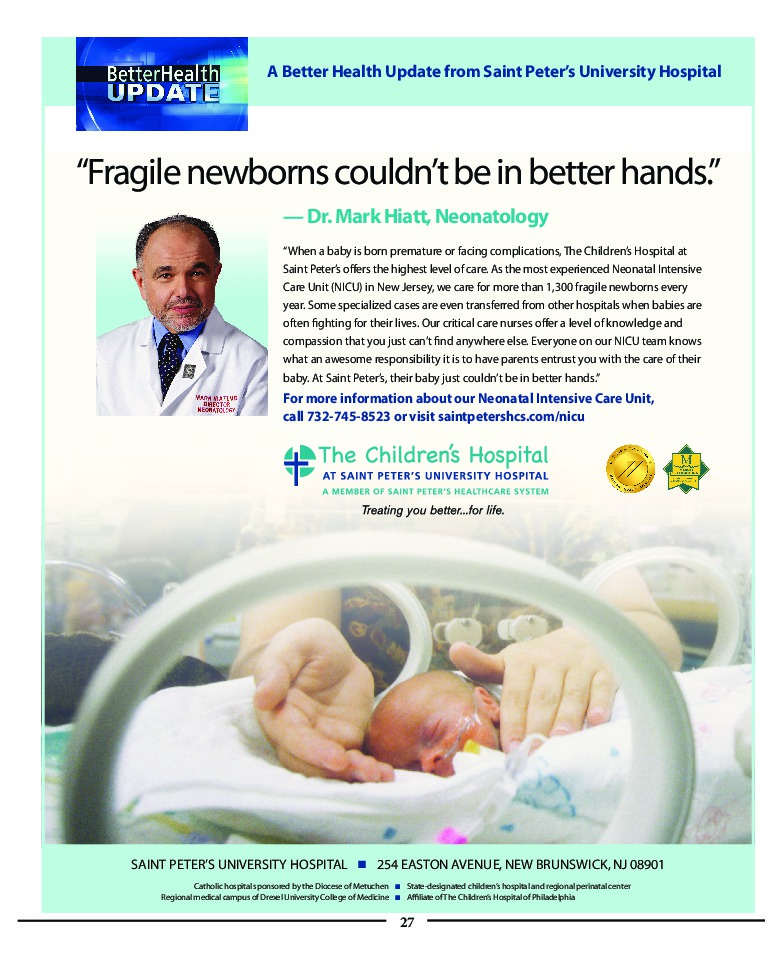 BetterHealth
UPDATE
A Better Health Update from Saint Peter's University Hospital
“Fragile newborns couldn't be in better hands.”
— Dr. Mark Hiatt, Neonatology
“When a baby is born premature or facing complications, The Children's Hospital at
Saint Peter's offers the highest level of care. As the most experienced Neonatal Intensive
Care Unit (NICU) in New Jersey, we care for more than 1,300 fragile newborns every
year. Some specialized cases are even transferred from other hospitals when babies are
often fighting for their lives. Our critical care nurses offer a level of knowledge and
compassion that you just can't find anywhere else. Everyone on our NICU team knows
what an awesome responsibility it is to have parents entrust you with the care of their
baby. At Saint Peter's, their baby just couldn't be in better hands.”
For more information about our Neonatal Intensive Care Unit,
call 732-745-8523 or visit saintpetershcs.com/nicu
DIRECTOR
NEONATOLOGY
The Children's Hospital
AT SAINT PETER'S UNIVERSITY HOSPITAL
A MEMBER OF SAINT PETER'S HEALTHCARE SYSTEM
Treating you better...for life.
M
SAINT PETER'S UNIVERSITY HOSPITAL ■ 254 EASTON AVENUE, NEW BRUNSWICK, NJ 08901
Catholic hospital sponsored by the Diocese of Metuchen ■ State-designated children's hospital and regional perinatal center
Regional medical campus of Drexel University College of Medicine ■ Affiliate of The Children's Hospital of Philadelphia
27